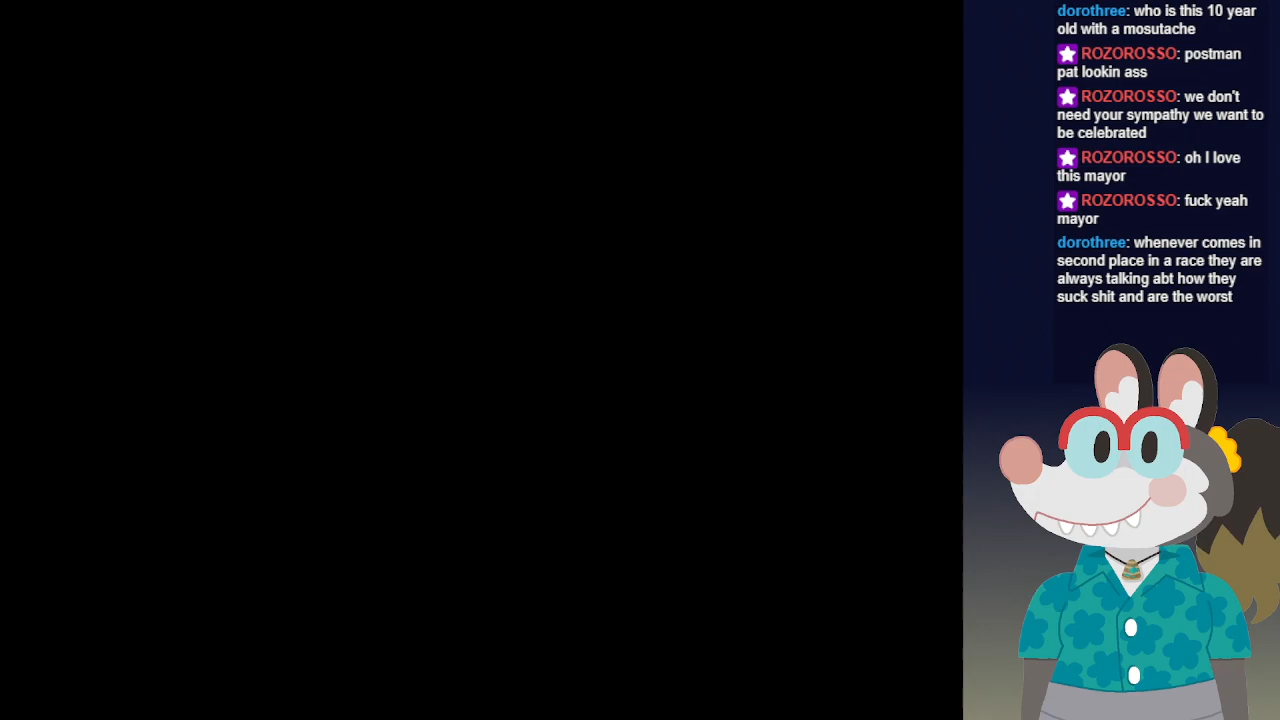 dorothree: who is this 10 year
old with a mosutache
ROZOROSSO: postman
pat lookin ass
ROZOROSSO: we don't
need your sympathy we want to
be celebrated
ROZOROSSO: oh I love
this mayor
ROZOROSSO: fuck yeah
mayor
dorothree: whenever comes in
second place in a race they are
always talking abt how they
suck shit and are the worst